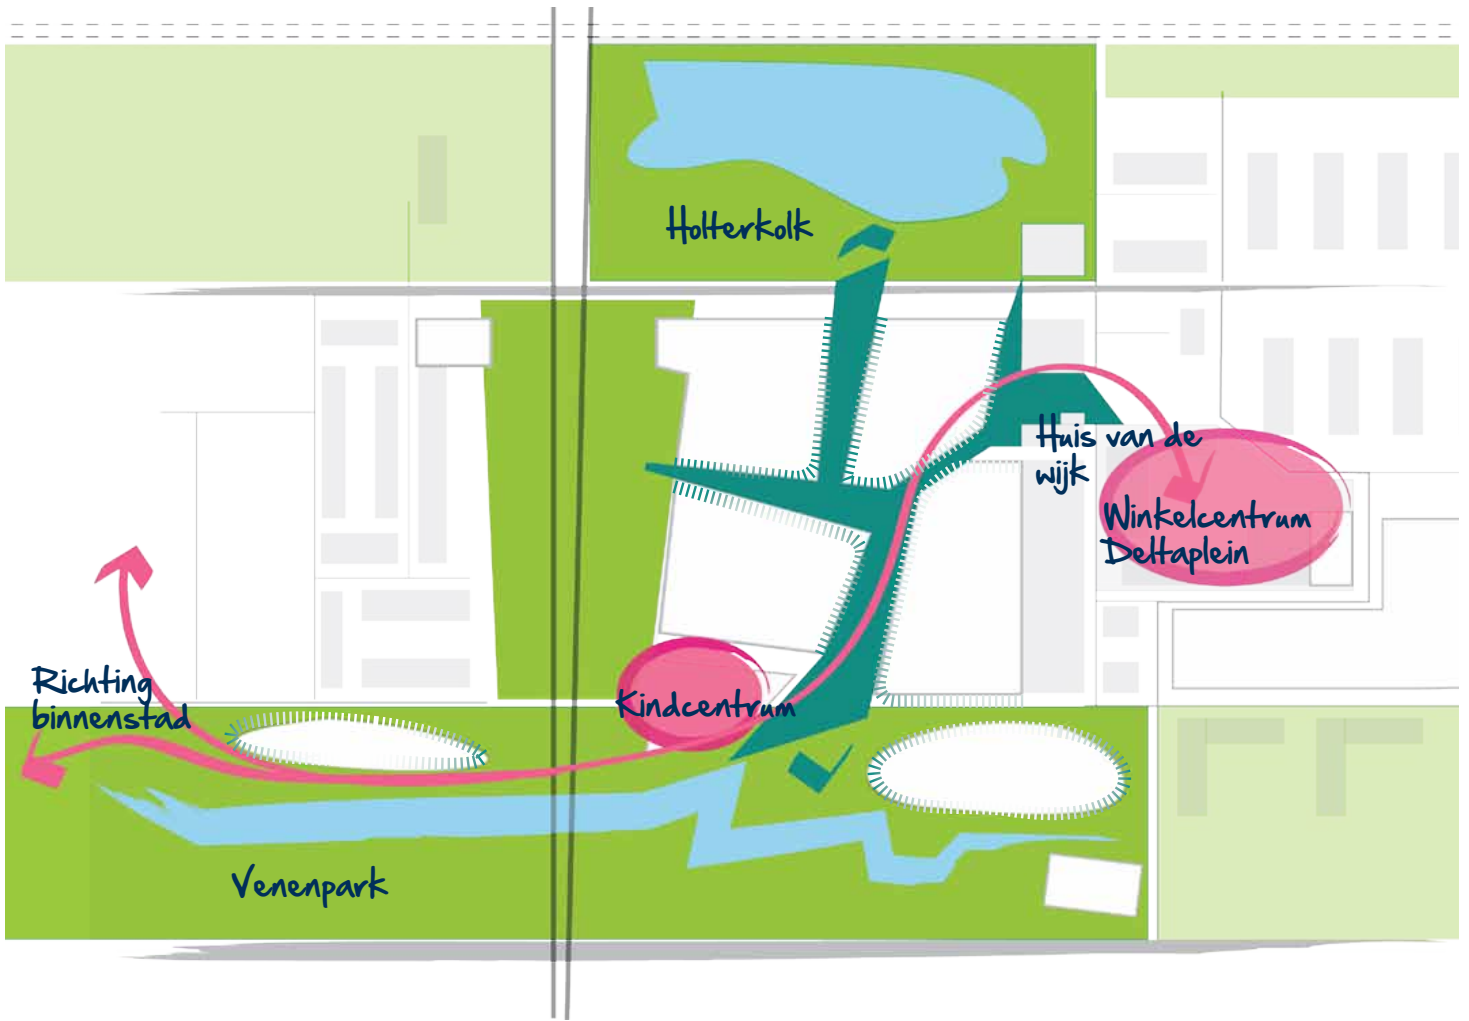 Holterkolk
Huis van de
wijk
Winkelcentrum
Deltaplein
Richting
binnenstad
Kindcentrum
Venenpark